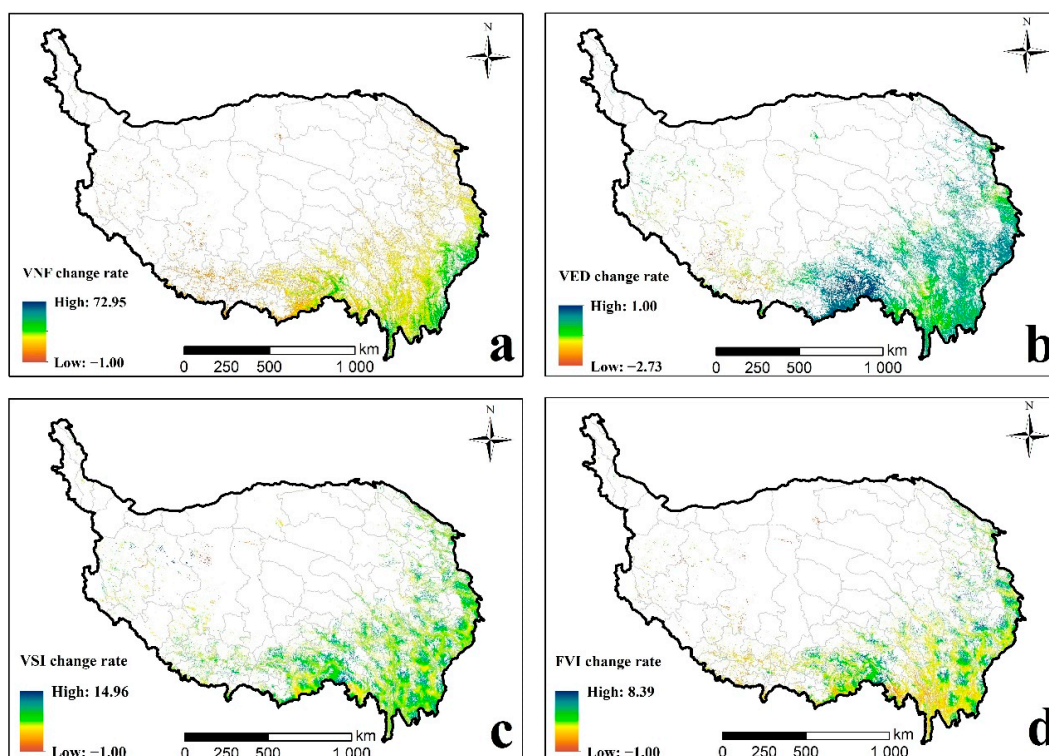 N
VNF change rate
High: 72.95
Low: −1.00
km
0 250 500 1 000
a
N
VED change rate
High: 1.00
Low: −2.73
km
0 250 500 1 000
b
N
VSI change rate
High: 14.96
Low: −1.00
km
0 250 500 1 000
c
N
FVI change rate
High: 8.39
Low: −1.00
km
0 250 500 1 000
d